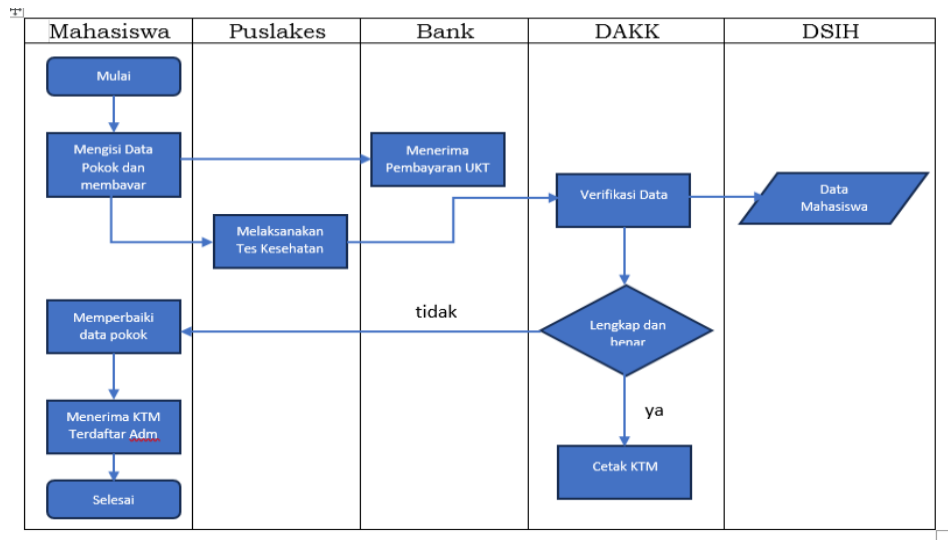 Mahasiswa
Puslakes
Bank
DAKK
DSIH
Mulai
Mengisi Data
Pokok dan
membayar
Menerima
Pembayaran UKT
Verifikasi Data
Data
Mahasiswa
Melaksanakan
Tes Kesehatan
Memperbaiki
data pokok
tidak
Lengkap dan
benar
Menerima KTM
Terdaftar Adm
ya
Cetak KTM
Selesai